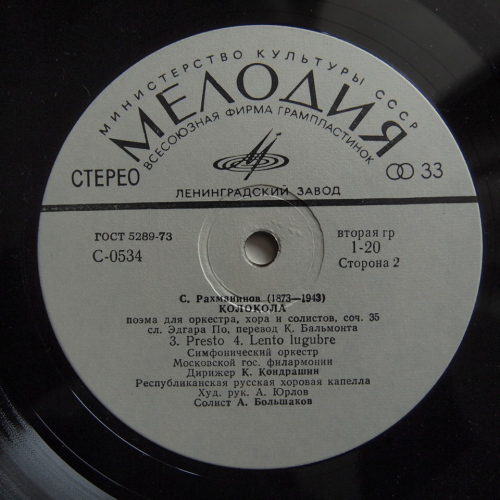 МИНИСТЕРСТВО КУЛЬТУРЫ СССР
МЕЛОДИЯ
ВСЕСОЮЗНАЯ ФИРМА ГРАМПЛАСТИНОК
СТЕРЕО
33
ЛЕНИНГРАДСКИЙ ЗАВОД
ГОСТ 5289-73
вторая гр
С-0534
1-20
Сторона 2
С. Рахманинов (1873—1943)
КОЛОКОЛА
поэма для оркестра, хора и солистов, соч. 35
сл. Эдгара По, перевод К. Бальмонта
3. Presto 4. Lento lugubre
Симфонический оркестр
Московской гос. филармонии
Дирижер К. Кондрашин
Республиканская русская хоровая капелла
Худ. рук. А. Юрлов
Солист А. Большаков